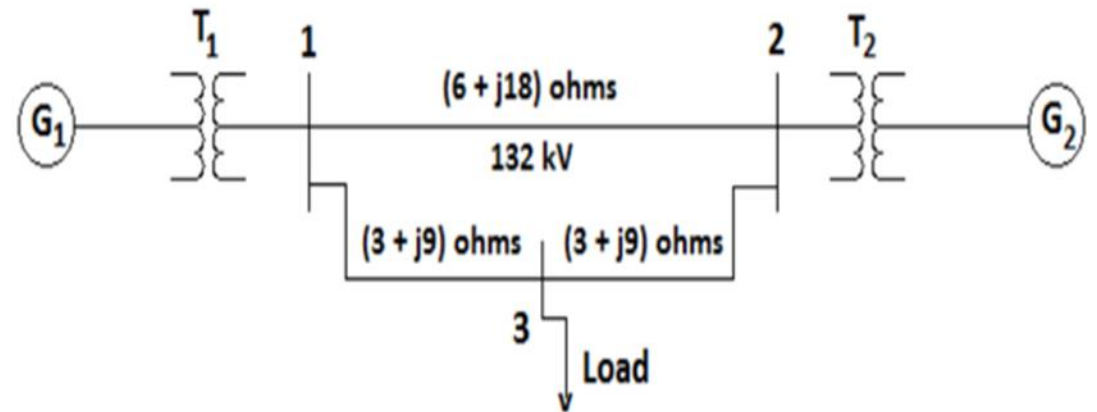 T1
1
2
T2
(6 + j18) ohms
G1
G2
132 kV
(3 + j9) ohms
(3 + j9) ohms
3
Load